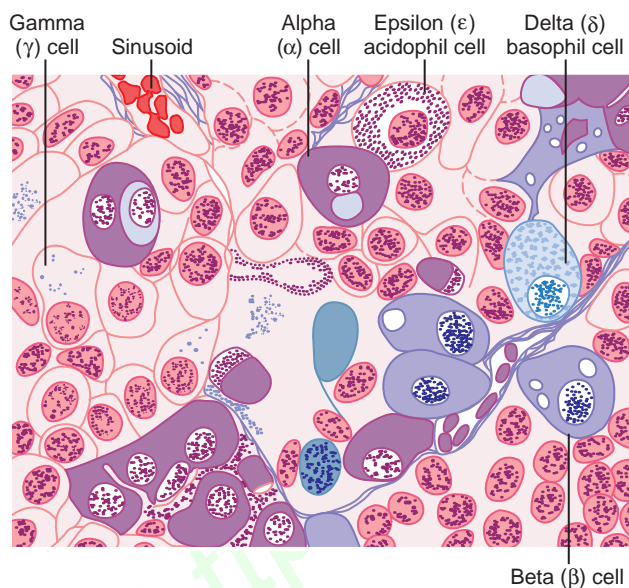 Gamma
(γ) cell
Sinusoid
Alpha
(α) cell
Epsilon (ε)
acidophil cell
Delta (δ)
basophil cell
Beta (β) cell